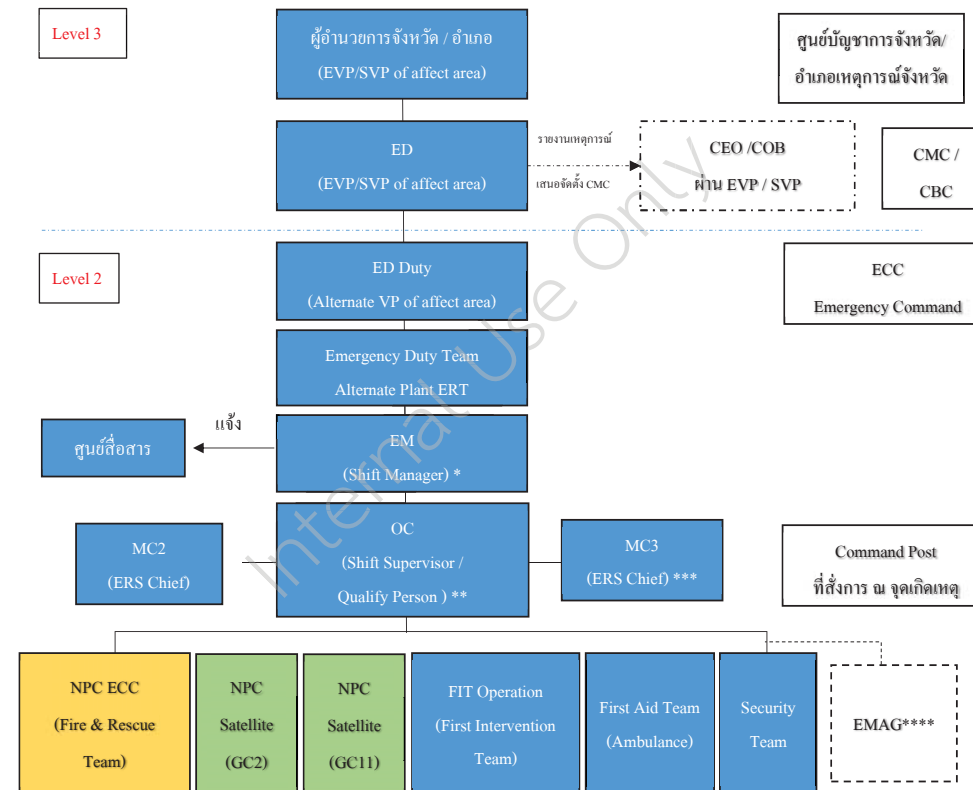 Level 3
ผู้อำนวยการจังหวัด / อำเภอ
(EVP/SVP of affect area)
ศูนย์บัญชาการจังหวัด/
อำเภอเหตุการณ์จังหวัด
ED
(EVP/SVP of affect area)
รายงานเหตุการณ์
เสนอจัดตั้ง CMC
CEO /COB
ผ่าน EVP / SVP
CMC /
CBC
Level 2
ED Duty
(Alternate VP of affect area)
ECC
Emergency Command
Emergency Duty Team
Alternate Plant ERT
แจ้ง
ศูนย์สื่อสาร
EM
(Shift Manager) *
MC2
(ERS Chief)
OC
(Shift Supervisor /
Qualify Person ) **
MC3
(ERS Chief) ***
Command Post
ที่สั่งการ ณ จุดเกิดเหตุ
NPC ECC
(Fire & Rescue
Team)
NPC
Satellite
(GC2)
NPC
Satellite
(GC11)
FIT Operation
(First Intervention
Team)
First Aid Team
(Ambulance)
Security
Team
EMAG****
Internal Use Only